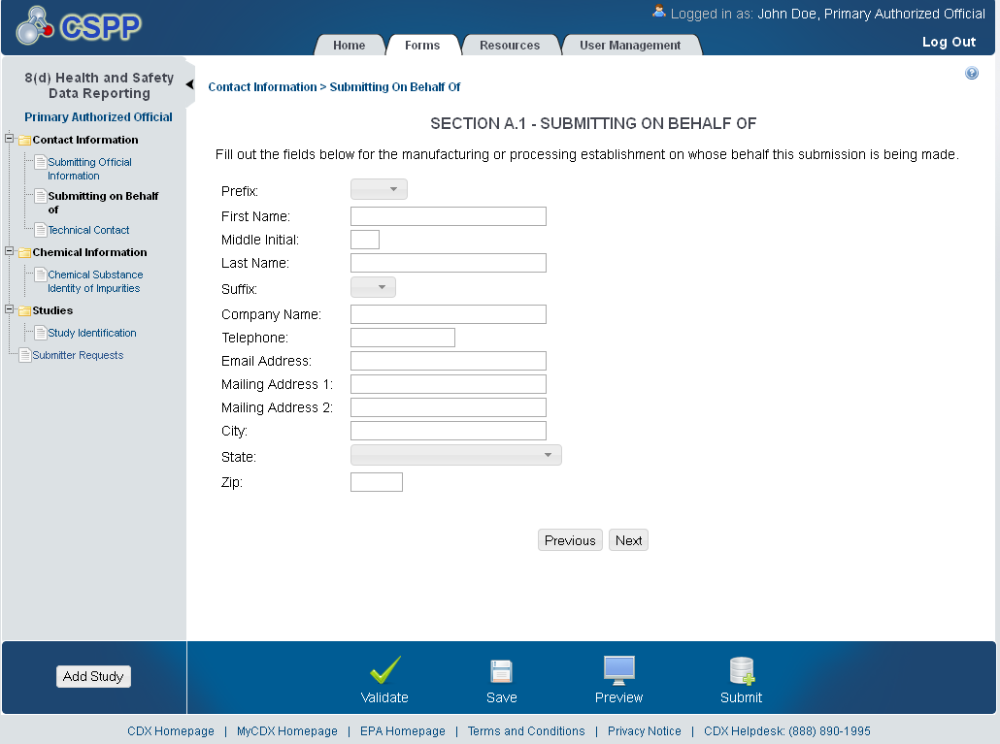 CSPP
Logged in as: John Doe, Primary Authorized Official
Home
Forms
Resources
User Management
Log Out
8(d) Health and Safety
Data Reporting
Primary Authorized Official
Contact Information
Submitting Official
Information
Submitting on Behalf
of
Technical Contact
Chemical Information
Chemical Substance
Identity of Impurities
Studies
Study Identification
Submitter Requests
Contact Information > Submitting On Behalf Of
?
SECTION A.1 - SUBMITTING ON BEHALF OF
Fill out the fields below for the manufacturing or processing establishment on whose behalf this submission is being made.
Prefix:
First Name:
Middle Initial:
Last Name:
Suffix:
Company Name:
Telephone:
Email Address:
Mailing Address 1:
Mailing Address 2:
City:
State:
Zip:
Previous
Next
Add Study
Validate
Save
Preview
Submit
CDX Homepage | MyCDX Homepage | EPA Homepage | Terms and Conditions | Privacy Notice | CDX Helpdesk: (888) 890-1995